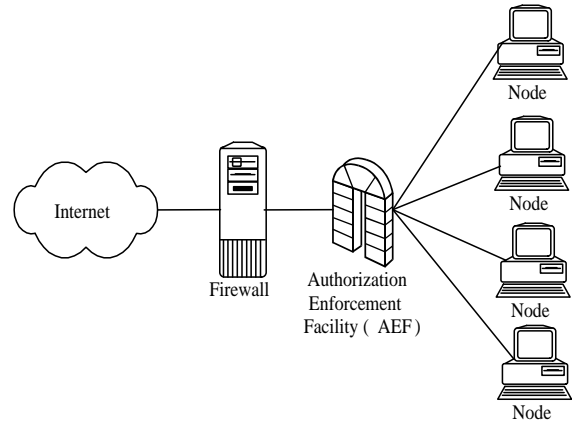 Node
Node
Internet
Firewall
Authorization
Enforcement
Facility ( AEF)
Node
Node